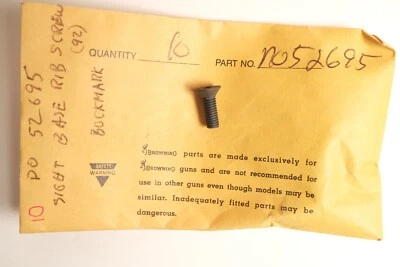 QUANTITY 10 PART NO. PO52695
10 PO 52695
SIGHT BASE RIB SCREW
(92)
BUCKMARK
SAFETY
WARNING
BROWNING parts are made exclusively for
BROWNING guns and are not recommended for
use in other guns even though models may be
similar. Inadequately fitted parts may be
dangerous.